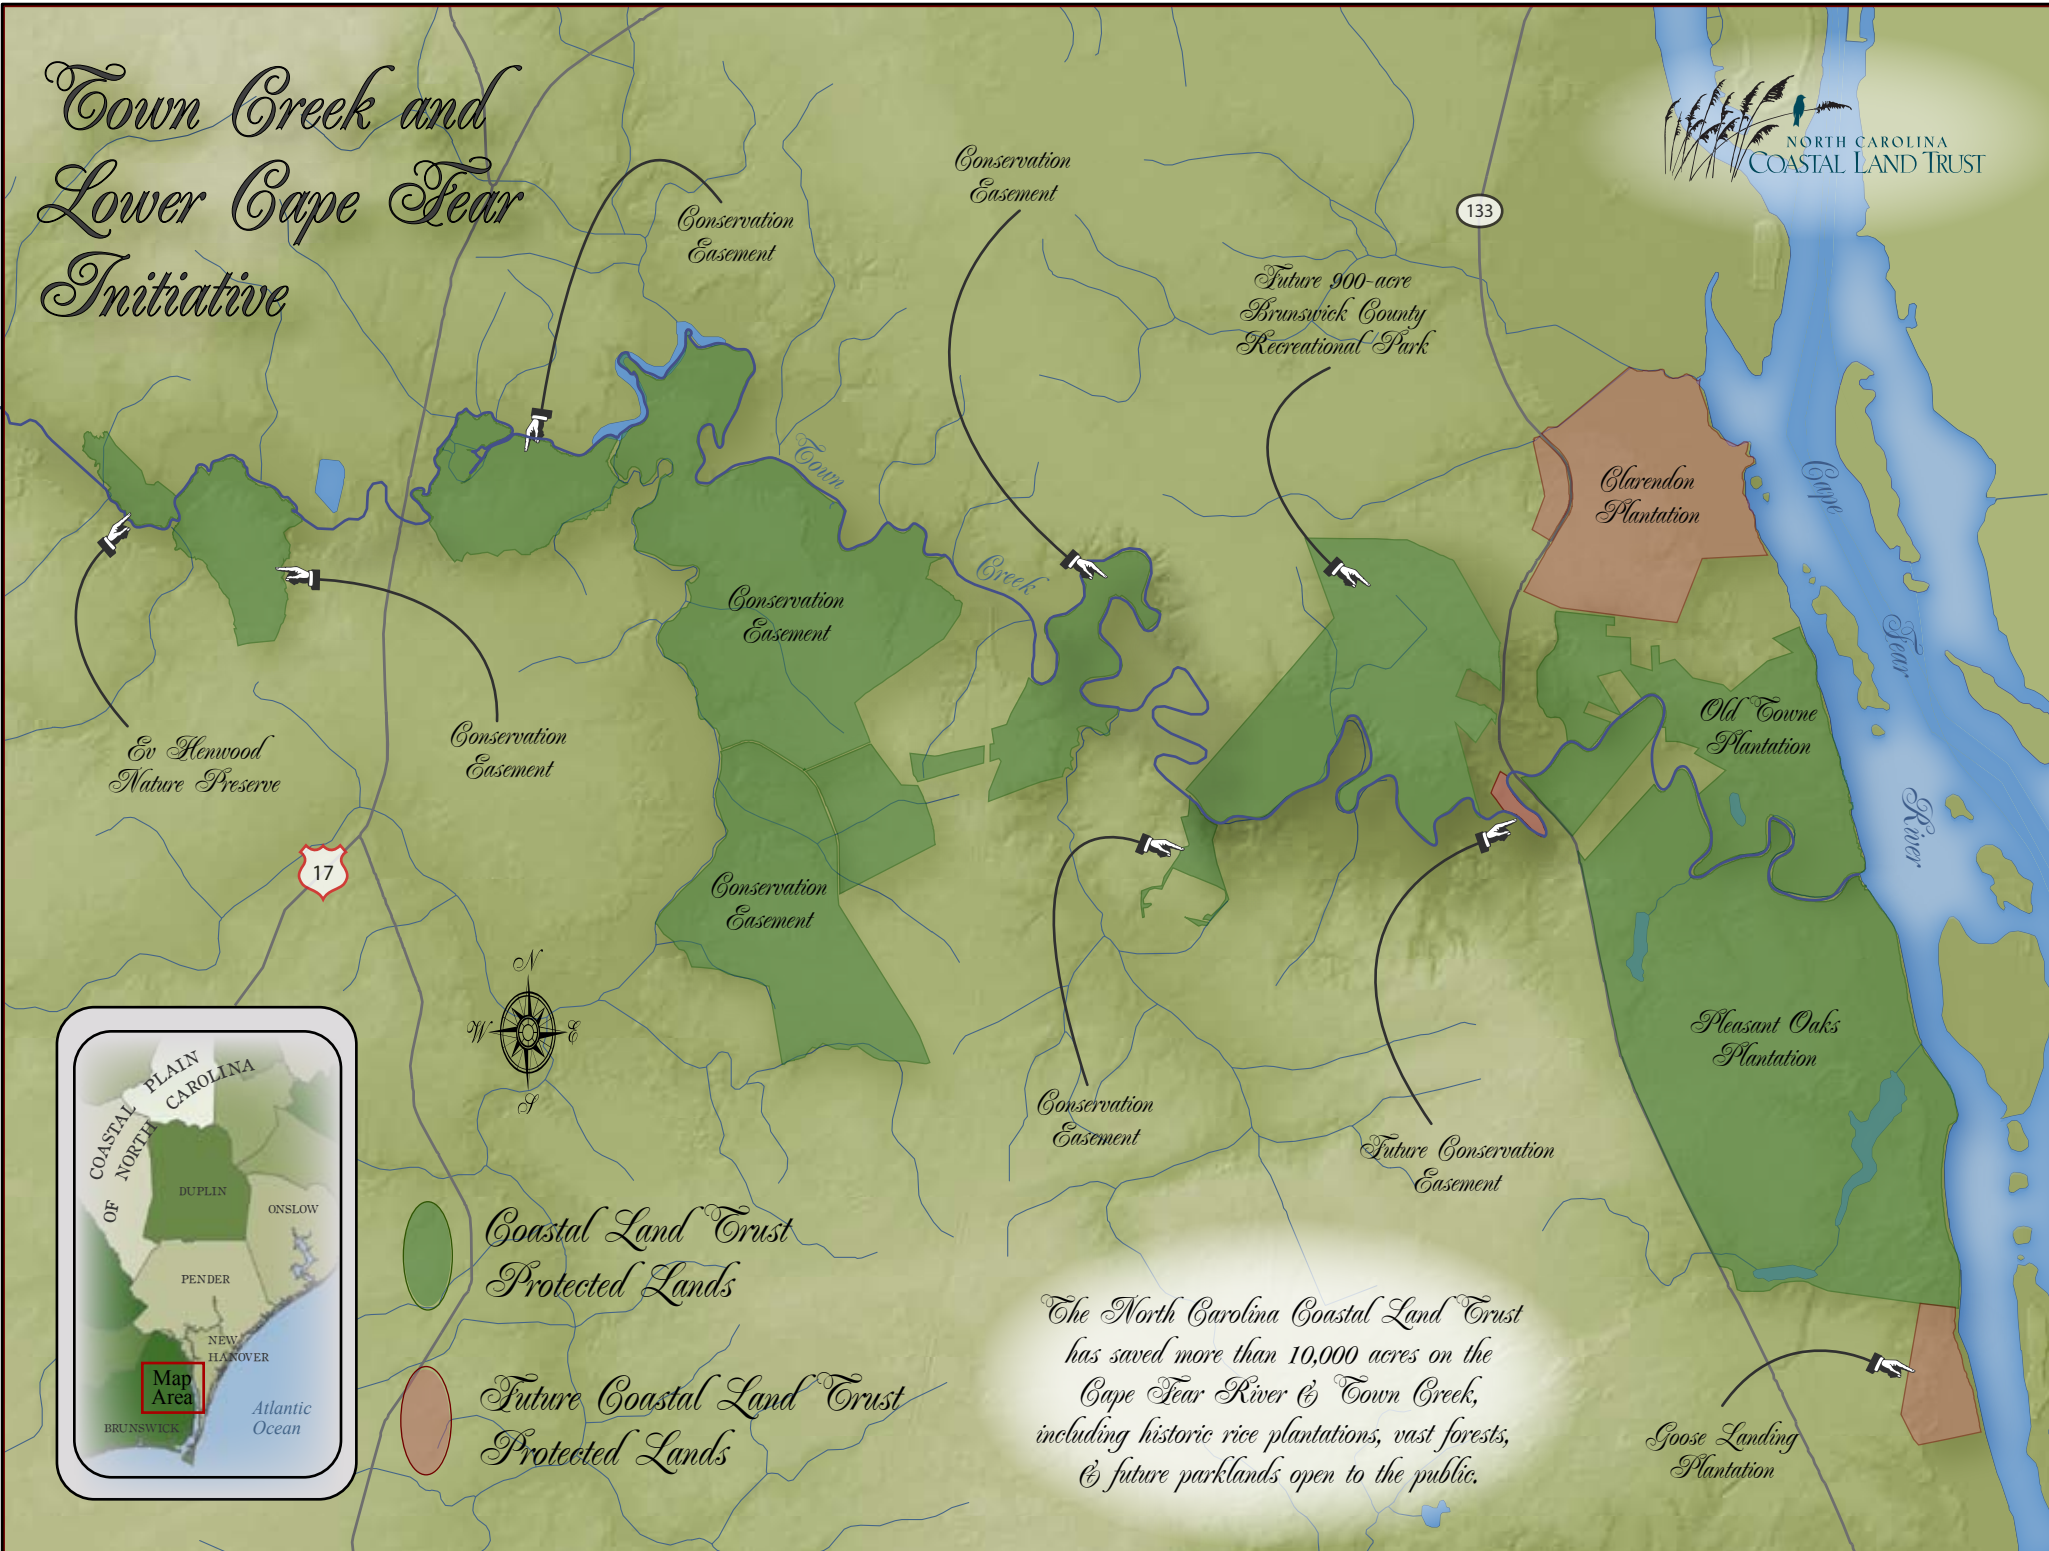 Town Creek and
Lower Cape Fear
Initiative
NORTH CAROLINA
COASTAL LAND TRUST
Conservation
Easement
Conservation
Easement
133
Future 900-acre
Brunswick County
Recreational Park
Clarendon
Plantation
Town
Creek
Cape
Fear
River
Conservation
Easement
Old Towne
Plantation
Ev Henwood
Nature Preserve
Conservation
Easement
17
Conservation
Easement
N
W
E
S
Pleasant Oaks
Plantation
Conservation
Easement
Future Conservation
Easement
COASTAL PLAIN
OF NORTH CAROLINA
DUPLIN
ONSLOW
PENDER
NEW
HANOVER
Map
Area
BRUNSWICK
Atlantic
Ocean
Coastal Land Trust
Protected Lands
Future Coastal Land Trust
Protected Lands
The North Carolina Coastal Land Trust
has saved more than 10,000 acres on the
Cape Fear River & Town Creek,
including historic rice plantations, vast forests,
& future parklands open to the public.
Goose Landing
Plantation